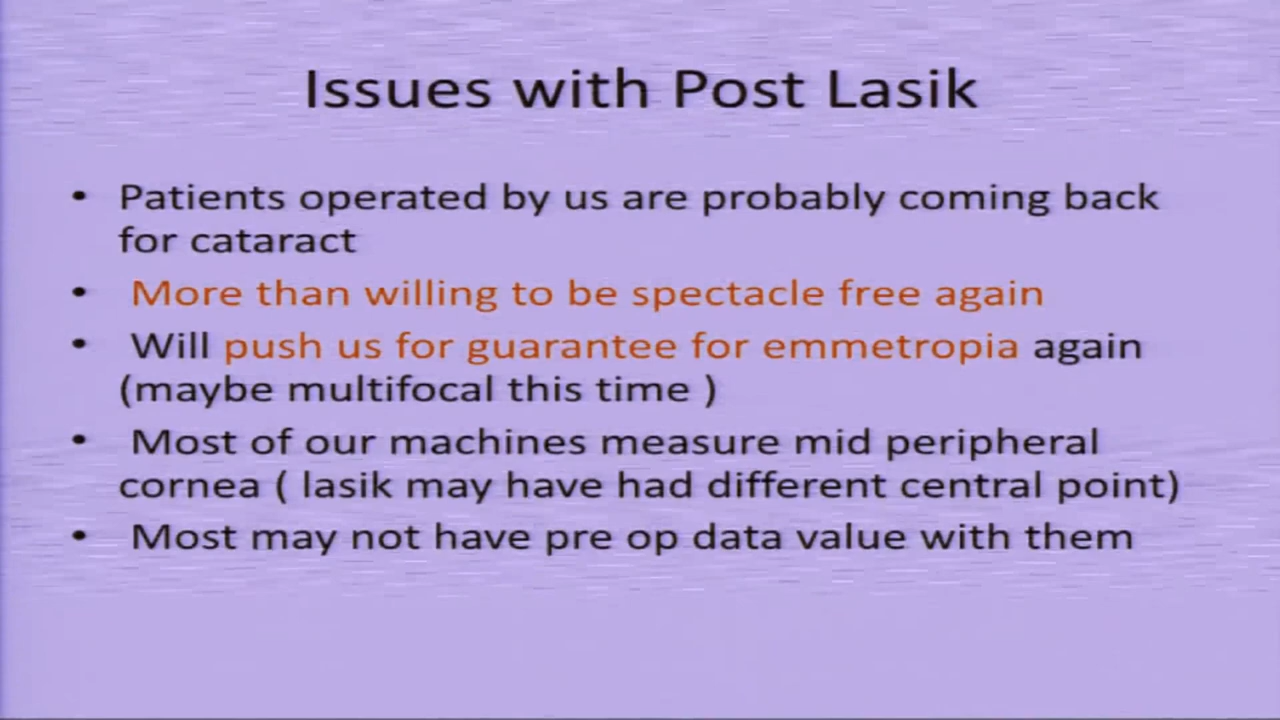 Issues with Post Lasik
• Patients operated by us are probably coming back
for cataract
• More than willing to be spectacle free again
• Will push us for guarantee for emmetropia again
(maybe multifocal this time )
• Most of our machines measure mid peripheral
cornea ( lasik may have had different central point)
• Most may not have pre op data value with them